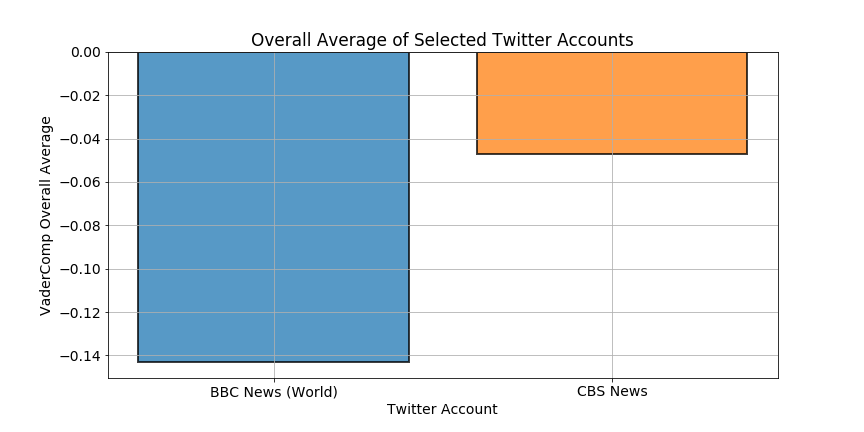 Overall Average of Selected Twitter Accounts
0.00
−0.02
−0.04
−0.06
−0.08
−0.10
−0.12
−0.14
VaderComp Overall Average
BBC News (World)
CBS News
Twitter Account